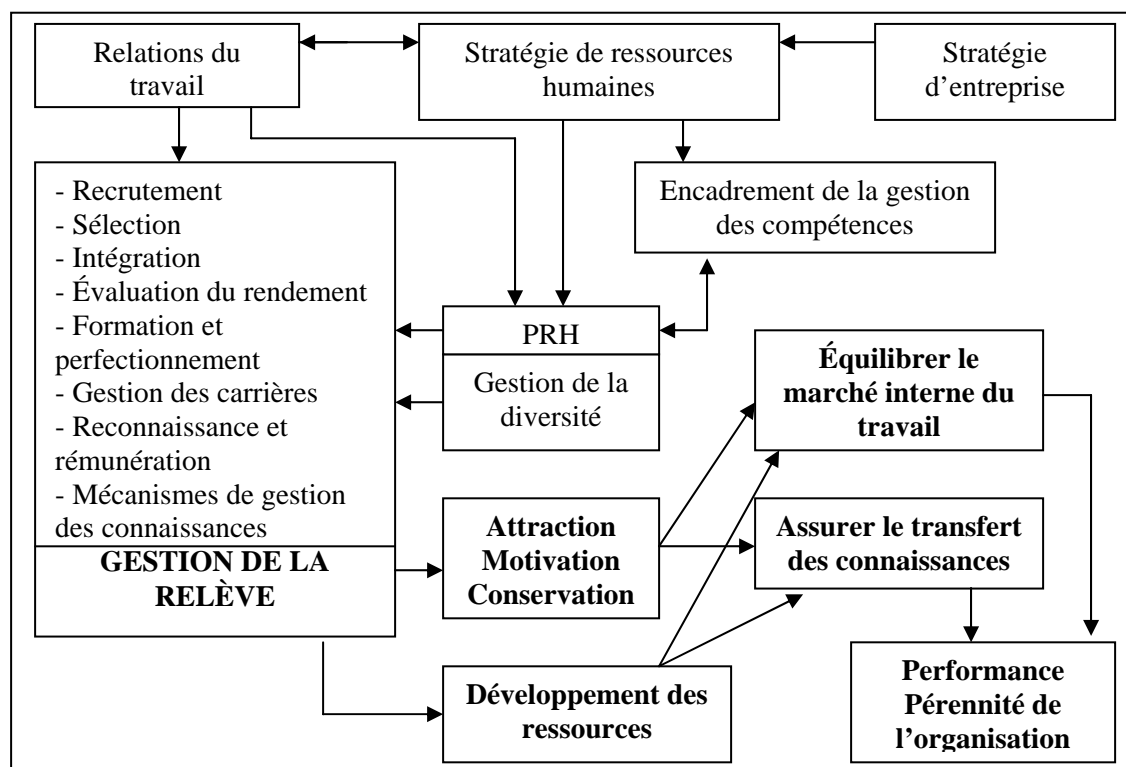 Relations du
travail
Stratégie de ressources
humaines
Stratégie
d’entreprise
- Recrutement
- Sélection
- Intégration
- Évaluation du rendement
- Formation et
perfectionnement
- Gestion des carrières
- Reconnaissance et
rémunération
- Mécanismes de gestion
des connaissances
GESTION DE LA
RELÈVE
Encadrement de la gestion
des compétences
PRH
Gestion de la
diversité
Équilibrer le
marché interne du
travail
Attraction
Motivation
Conservation
Assurer le transfert
des connaissances
Développement des
ressources
Performance
Pérennité de
l’organisation